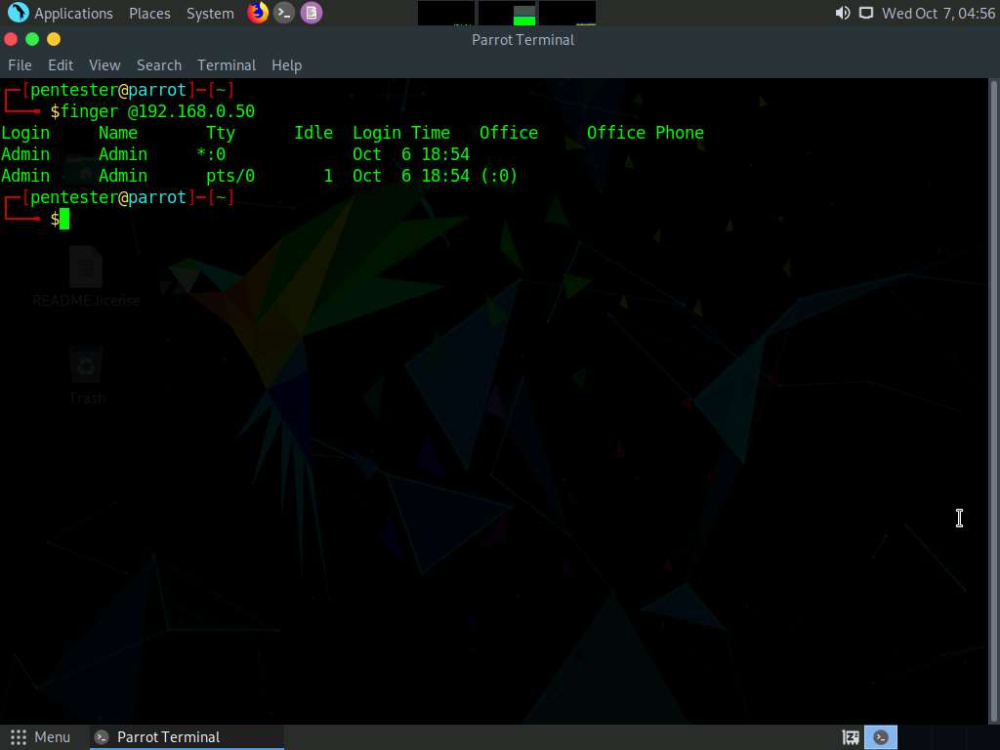 Applications Places System Wed Oct 7, 04:56
Parrot Terminal
File Edit View Search Terminal Help
┌─[pentester@parrot]─[~]
└──╼ $finger @192.168.0.50
Login     Name       Tty      Idle  Login Time   Office     Office Phone
Admin     Admin     *:0             Oct  6 18:54
Admin     Admin      pts/0       1  Oct  6 18:54 (:0)
┌─[pentester@parrot]─[~]
└──╼ $
README.license
Trash
Menu Parrot Terminal